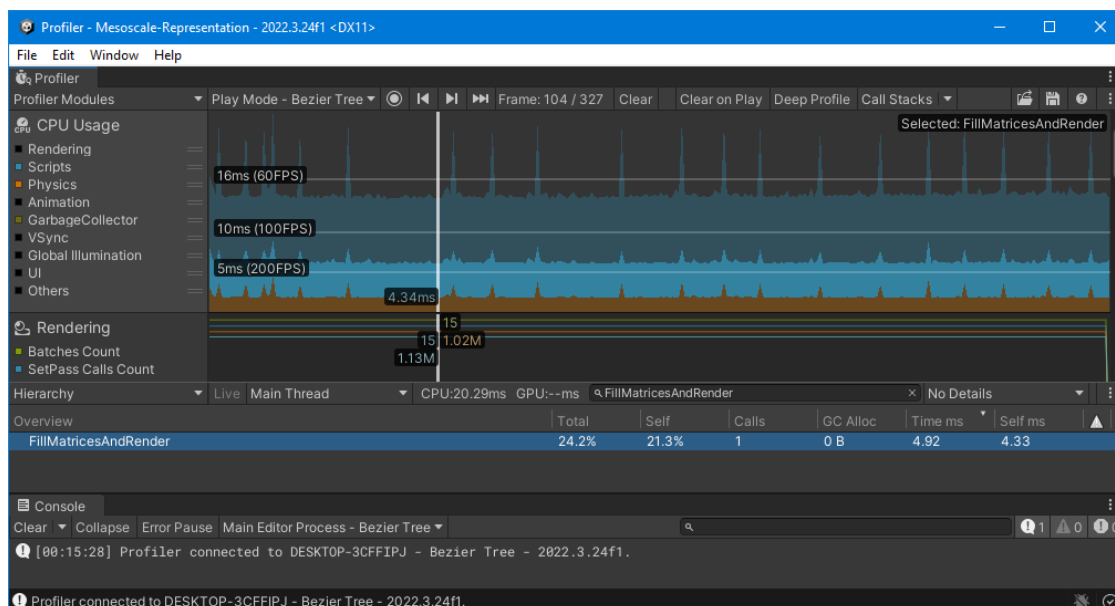 Profiler - Mesoscale-Represention - 2022.3.24f1 <DX11>
File Edit Window Help
Profiler
Profiler Modules Play Mode - Bezier Tree Frame: 104 / 327 Clear Clear on Play Deep Profile Call Stacks
CPU Usage
Selected: FillMatricesAndRender
Rendering
Scripts
Physics
Animation
GarbageCollector
VSync
Global Illumination
UI
Others
16ms (60FPS)
10ms (100FPS)
5ms (200FPS)
4.34ms
Rendering
Batches Count
SetPass Calls Count
15
15 1.02M
1.13M
Hierarchy Live Main Thread CPU:20.29ms GPU:--ms FillMatricesAndRender No Details
Overview Total Self Calls GC Alloc Time ms Self ms
FillMatricesAndRender 24.2% 21.3% 1 0 B 4.92 4.33
Console
Clear Collapse Error Pause Main Editor Process - Bezier Tree 1 0
[00:15:28] Profiler connected to DESKTOP-3CFFIPJ - Bezier Tree - 2022.3.24f1.
Profiler connected to DESKTOP-3CFFIPJ - Bezier Tree - 2022.3.24f1.